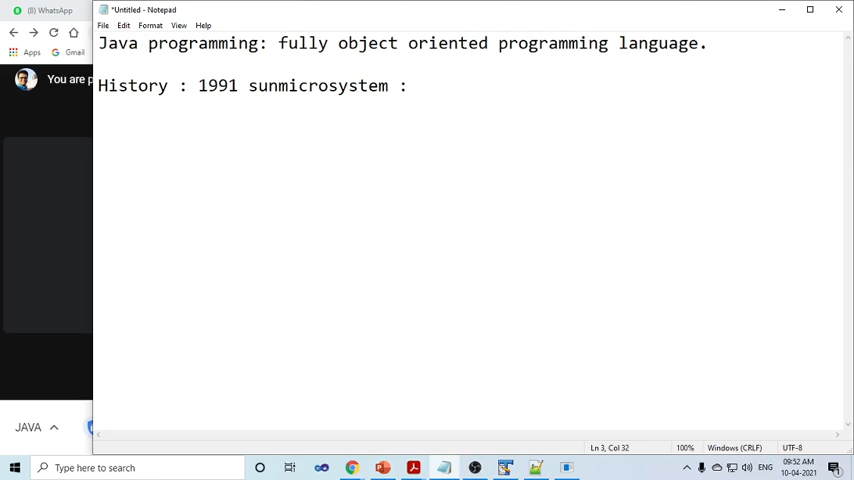 (8) WhatsApp
*Untitled - Notepad
File Edit Format View Help
Apps Gmail
You are p
Java programming: fully object oriented programming language.
History : 1991 sunmicrosystem :
JAVA
Ln 3, Col 32 100% Windows (CRLF) UTF-8
Type here to search
ENG
09:52 AM
10-04-2021